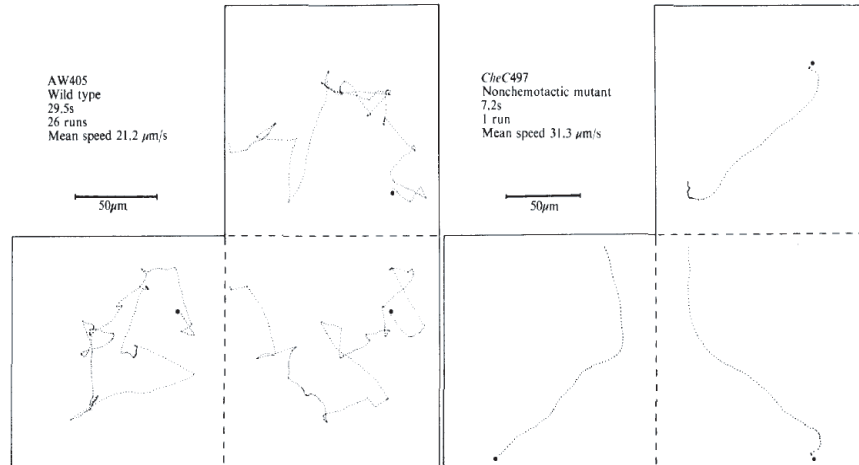 AW405
Wild type
29.5s
26 runs
Mean speed 21.2 μm/s
50μm
CheC497
Nonchemotactic mutant
7.2s
1 run
Mean speed 31.3 μm/s
50μm